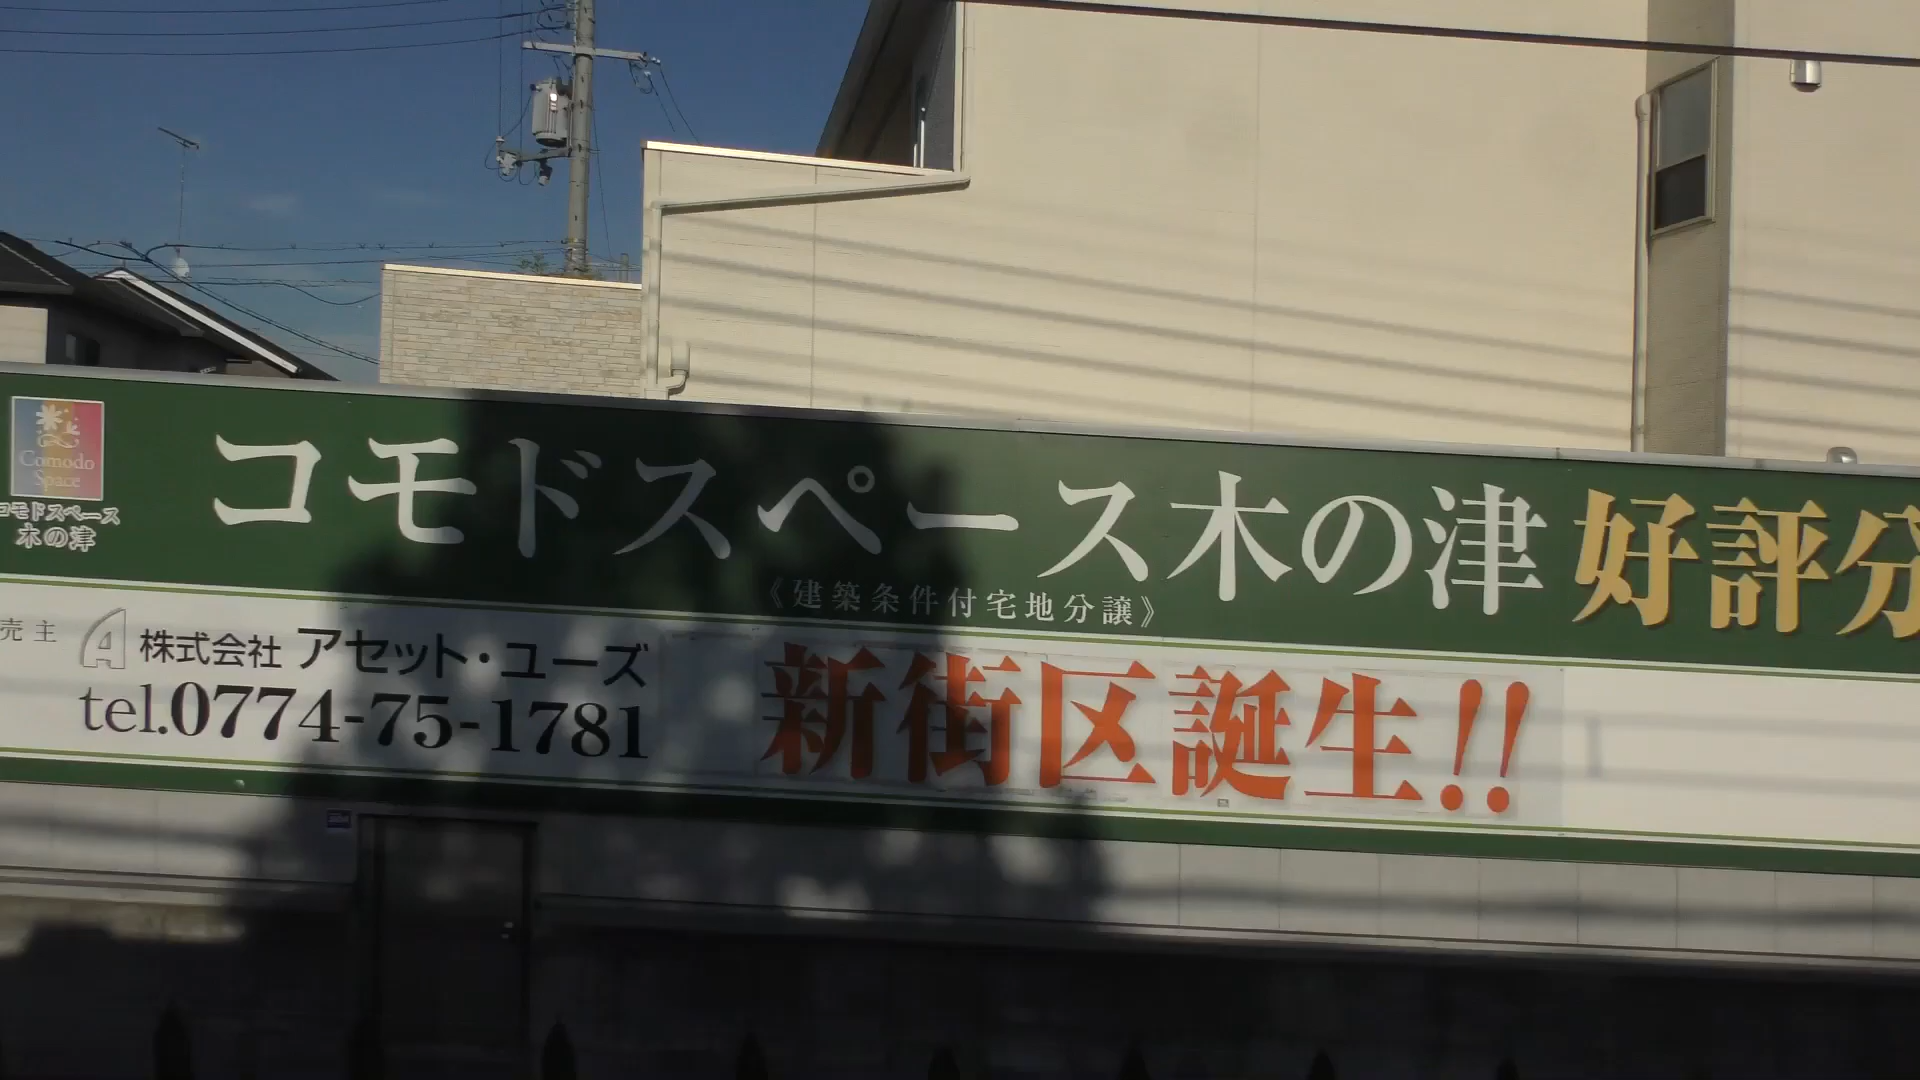 Comodo
Space
コモドスペース
木の津
コモドスペース木の津 好評分
《建築条件付宅地分譲》
売主 株式会社 アセット・ユーズ
tel.0774-75-1781
新街区誕生!!